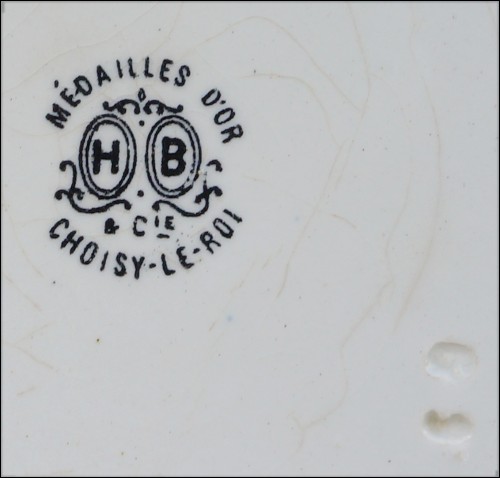 MÉDAILLES D'OR
H B
& CIE
CHOISY-LE-ROI